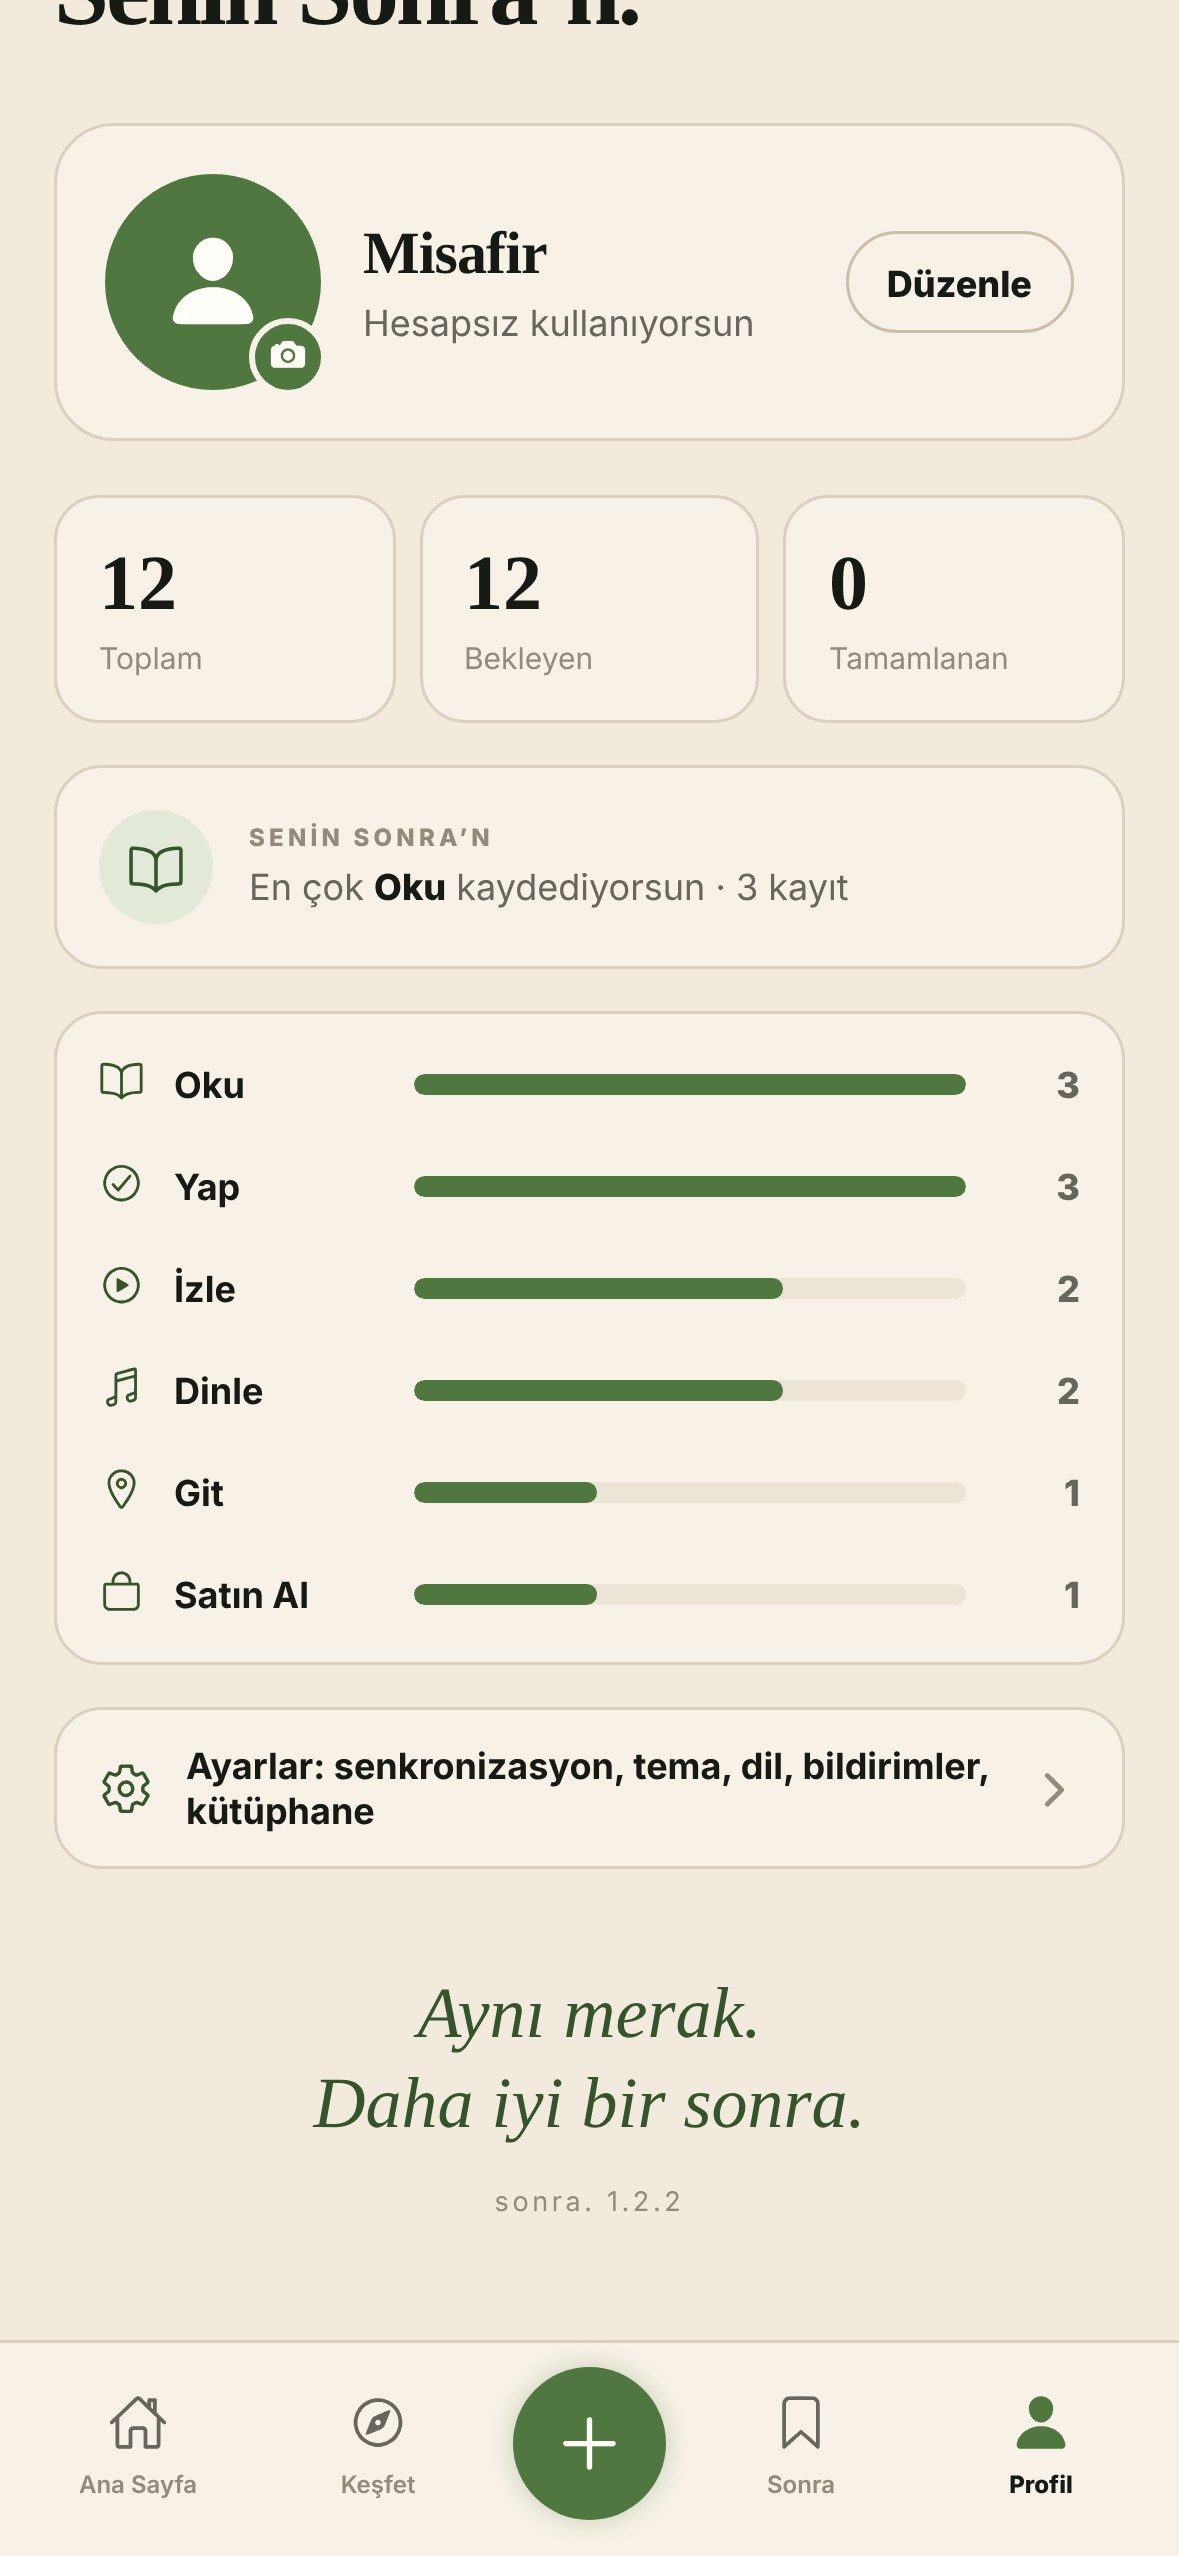 Senin Sonra'n.
Misafir
Hesapsız kullanıyorsun
Düzenle
12
Toplam
12
Bekleyen
0
Tamamlanan
SENİN SONRA’N
En çok Oku kaydediyorsun · 3 kayıt
Oku
3
Yap
3
İzle
2
Dinle
2
Git
1
Satın Al
1
Ayarlar: senkronizasyon, tema, dil, bildirimler,
kütüphane
Aynı merak.
Daha iyi bir sonra.
sonra. 1.2.2
Ana Sayfa
Keşfet
Sonra
Profil